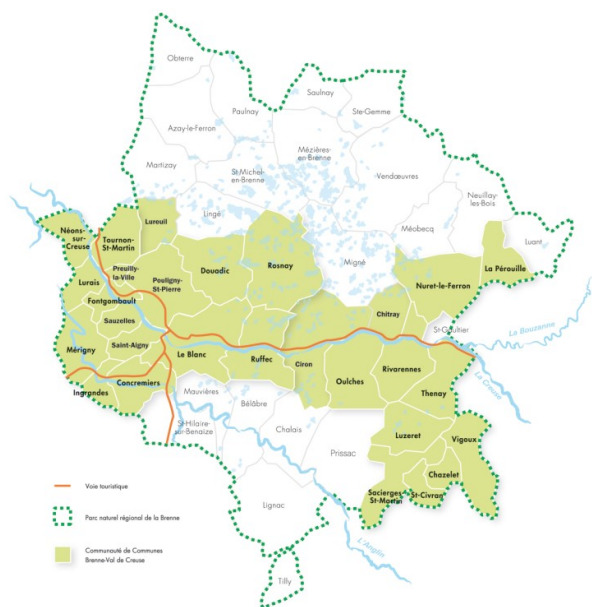 Obterre
Saulnay
Paulnay
Ste-Gemme
Azay-le-Ferron
Mézières-
en-Brenne
Martizay
St-Michel-
en-Brenne
Vendœuvres
Neuillay-
les-Bois
Lingé
Méobecq
Luant
Migné
Néons-
sur-
Creuse
Tournon-
St-Martin
Lureuil
Preuilly-
la-Ville
Pouligny-
St-Pierre
Douadic
Rosnay
La Pérouille
Nuret-le-Ferron
Lurais
Fontgombault
Sauzelles
Chitray
St-Gaultier
La Bouzanne
Mérigny
Saint-Aigny
Le Blanc
Ruffec
Ciron
Oulches
Rivarennes
Thenay
La Creuse
Ingrandes
Concremiers
Mauvières
Bélâbre
St-Hilaire-
sur-Benaize
Chalais
Prissac
Luzeret
Vigoux
Chazelet
Sacierges-
St-Martin
St-Civran
Lignac
L'Anglin
Tilly
Voie touristique
Parc naturel régional de la Brenne
Communauté de Communes
Brenne-Val de Creuse